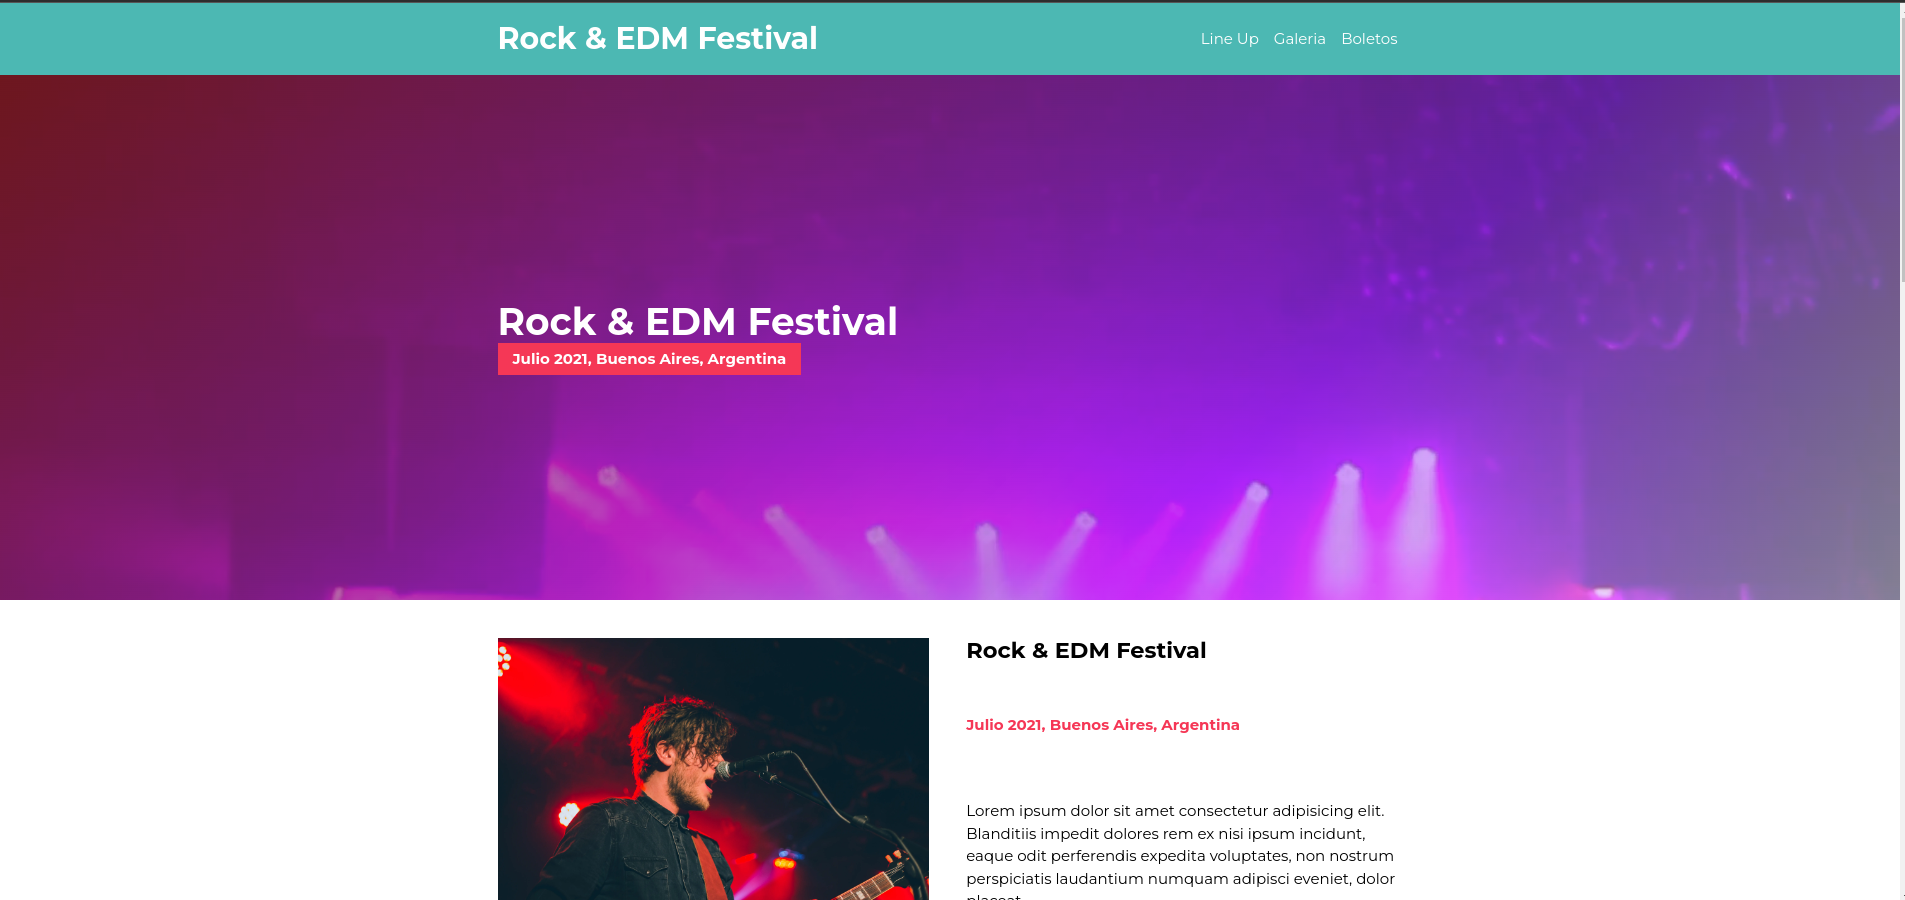 Rock & EDM Festival
Line Up Galeria Boletos
Rock & EDM Festival
Julio 2021, Buenos Aires, Argentina
Rock & EDM Festival
Julio 2021, Buenos Aires, Argentina
Lorem ipsum dolor sit amet consectetur adipisicing elit.
Blanditiis impedit dolores rem ex nisi ipsum incidunt,
eaque odit perferendis expedita voluptates, non nostrum
perspiciatis laudantium numquam adipisci eveniet, dolor